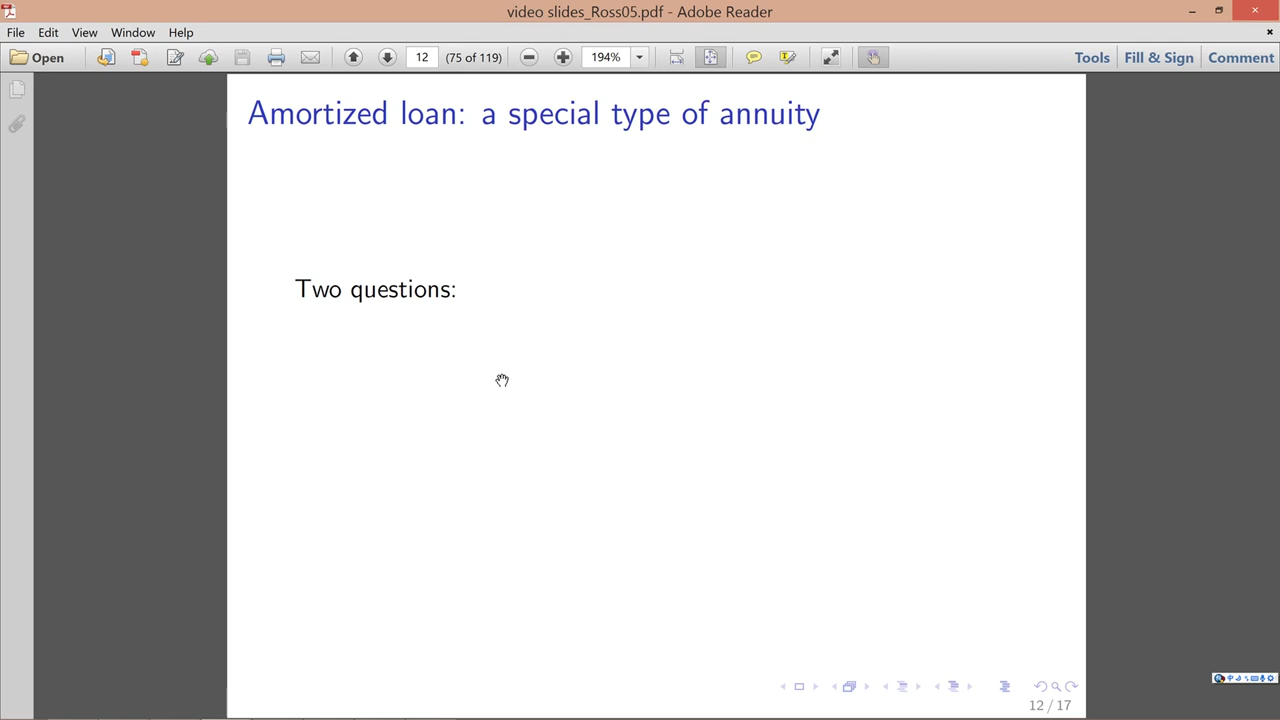 video slides_Ross05.pdf - Adobe Reader
File Edit View Window Help
Open 12 (75 of 119) 194% Tools Fill & Sign Comment
Amortized loan: a special type of annuity
Two questions:
12 / 17